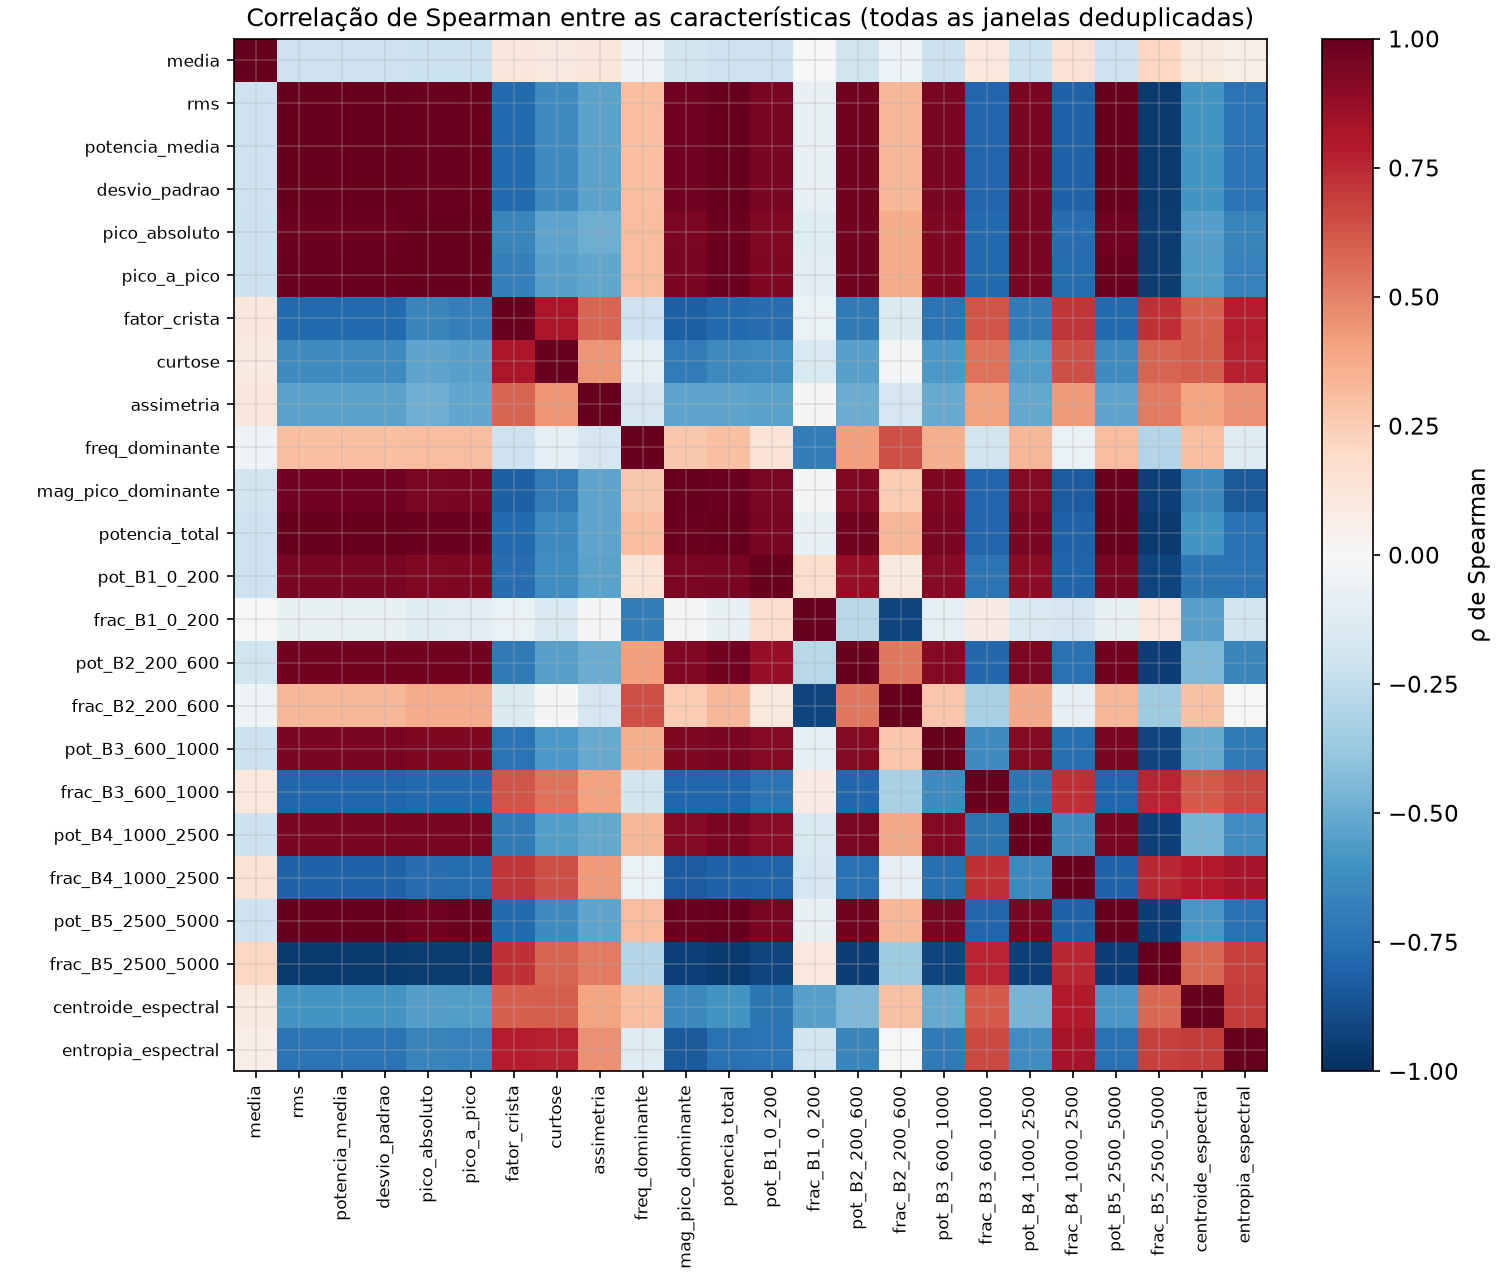 Correlação de Spearman entre as características (todas as janelas deduplicadas)
media
rms
potencia_media
desvio_padrao
pico_absoluto
pico_a_pico
fator_crista
curtose
assimetria
freq_dominante
mag_pico_dominante
potencia_total
pot_B1_0_200
frac_B1_0_200
pot_B2_200_600
frac_B2_200_600
pot_B3_600_1000
frac_B3_600_1000
pot_B4_1000_2500
frac_B4_1000_2500
pot_B5_2500_5000
frac_B5_2500_5000
centroide_espectral
entropia_espectral
media
rms
potencia_media
desvio_padrao
pico_absoluto
pico_a_pico
fator_crista
curtose
assimetria
freq_dominante
mag_pico_dominante
potencia_total
pot_B1_0_200
frac_B1_0_200
pot_B2_200_600
frac_B2_200_600
pot_B3_600_1000
frac_B3_600_1000
pot_B4_1000_2500
frac_B4_1000_2500
pot_B5_2500_5000
frac_B5_2500_5000
centroide_espectral
entropia_espectral
1.00
0.75
0.50
0.25
0.00
−0.25
−0.50
−0.75
−1.00
ρ de Spearman